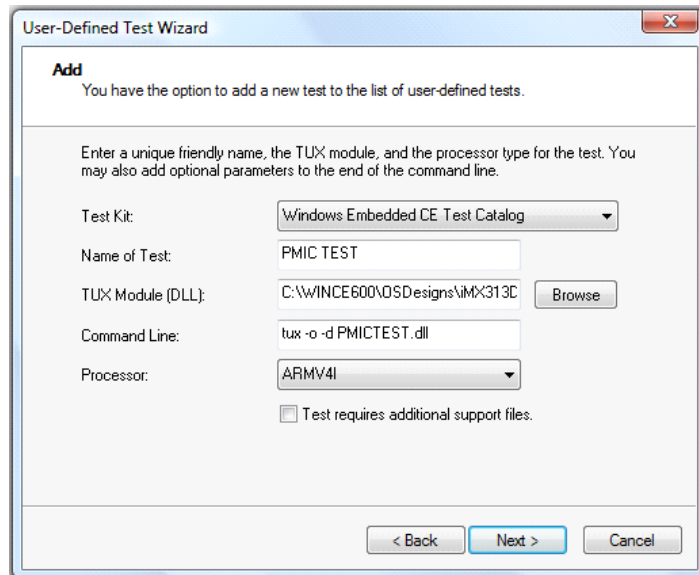 User-Defined Test Wizard
Add
You have the option to add a new test to the list of user-defined tests.
Enter a unique friendly name, the TUX module, and the processor type for the test. You
may also add optional parameters to the end of the command line.
Test Kit: Windows Embedded CE Test Catalog
Name of Test: PMIC TEST
TUX Module (DLL): C:\WINCE600\OSDesigns\iMX313D Browse
Command Line: tux -o -d PMICTEST.dll
Processor: ARMV4I
Test requires additional support files.
< Back Next > Cancel